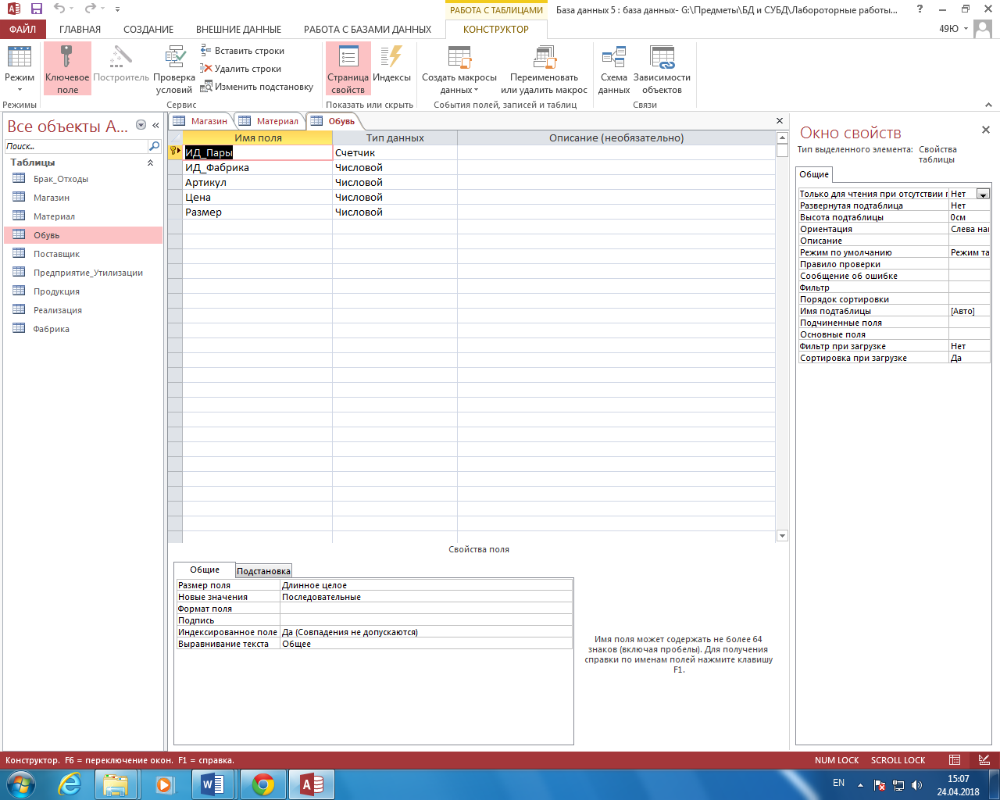 РАБОТА С ТАБЛИЦАМИ
База данных 5 : база данных- G:\Предметы\БД и СУБД\Лабороторные работы...
ФАЙЛ ГЛАВНАЯ СОЗДАНИЕ ВНЕШНИЕ ДАННЫЕ РАБОТА С БАЗАМИ ДАННЫХ КОНСТРУКТОР
49Ю
Режим
Ключевое поле
Построитель
Проверка условий
Вставить строки
Удалить строки
Изменить подстановку
Страница свойств
Индексы
Создать макросы данных
Переименовать или удалить макрос
Схема данных
Зависимости объектов
Режимы Сервис Показать или скрыть События полей, записей и таблиц Связи
Все объекты A...
Поиск...
Таблицы
Брак_Отходы
Магазин
Материал
Обувь
Поставщик
Предприятие_Утилизации
Продукция
Реализация
Фабрика
Магазин Материал Обувь
Имя поля Тип данных Описание (необязательно)
ИД_Пары Счетчик
ИД_Фабрика Числовой
Артикул Числовой
Цена Числовой
Размер Числовой
Свойства поля
Общие Подстановка
Размер поля Длинное целое
Новые значения Последовательные
Формат поля
Подпись
Индексированное поле Да (Совпадения не допускаются)
Выравнивание текста Общее
Имя поля может содержать не более 64
знаков (включая пробелы). Для получения
справки по именам полей нажмите клавишу
F1.
Окно свойств
Тип выделенного элемента: Свойства
таблицы
Общие
Только для чтения при отсутствии п Нет
Развернутая подтаблица Нет
Высота подтаблицы 0см
Ориентация Слева нап
Описание
Режим по умолчанию Режим та
Правило проверки
Сообщение об ошибке
Фильтр
Порядок сортировки
Имя подтаблицы [Авто]
Подчиненные поля
Основные поля
Фильтр при загрузке Нет
Сортировка при загрузке Да
Конструктор. F6 = переключение окон. F1 = справка.
NUM LOCK SCROLL LOCK
EN
15:07
24.04.2018